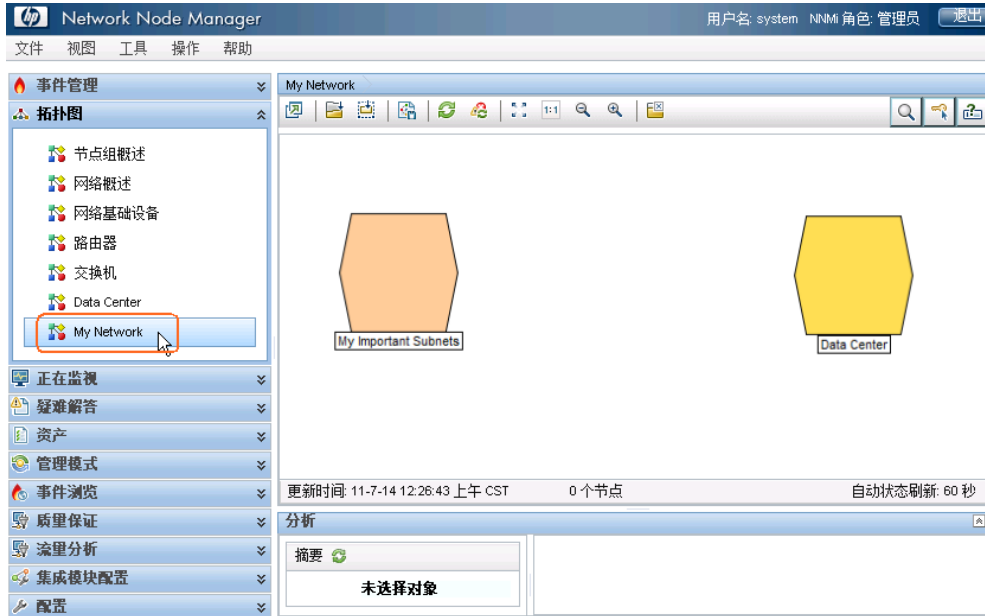 hp Network Node Manager
用户名: system NNMi 角色: 管理员 退出
文件 视图 工具 操作 帮助
事件管理
拓扑图
节点组概述
网络概述
网络基础设备
路由器
交换机
Data Center
My Network
正在监视
疑难解答
资产
管理模式
事件浏览
质量保证
流量分析
集成模块配置
配置
My Network
1:1
My Important Subnets
Data Center
更新时间: 11-7-14 12:26:43 上午 CST 0 个节点 自动状态刷新: 60 秒
分析
摘要
未选择对象